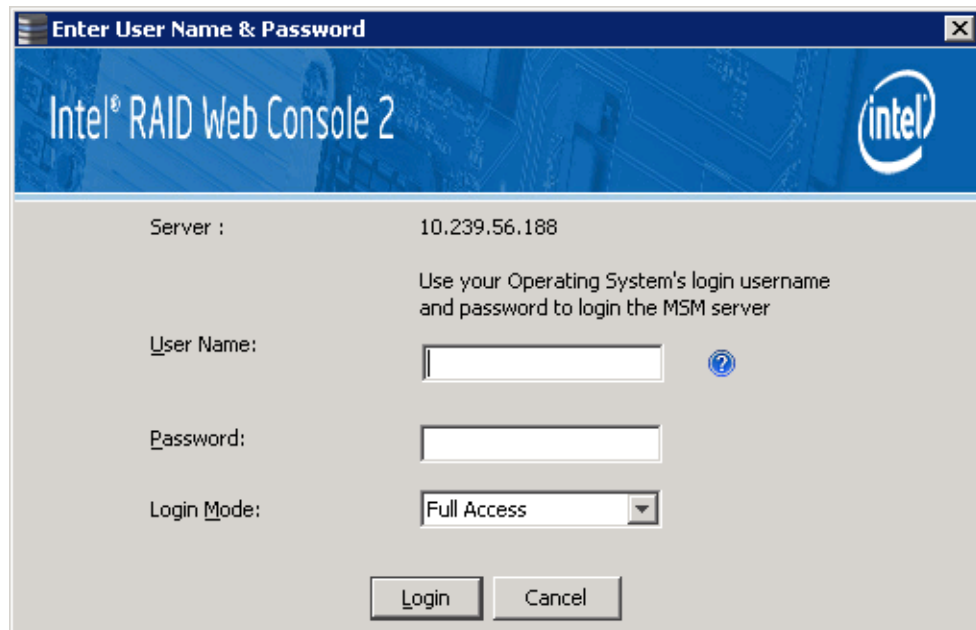 Enter User Name & Password
Intel® RAID Web Console 2
intel®
Server : 10.239.56.188
Use your Operating System's login username
and password to login the MSM server
User Name:
Password:
Login Mode: Full Access
Login Cancel